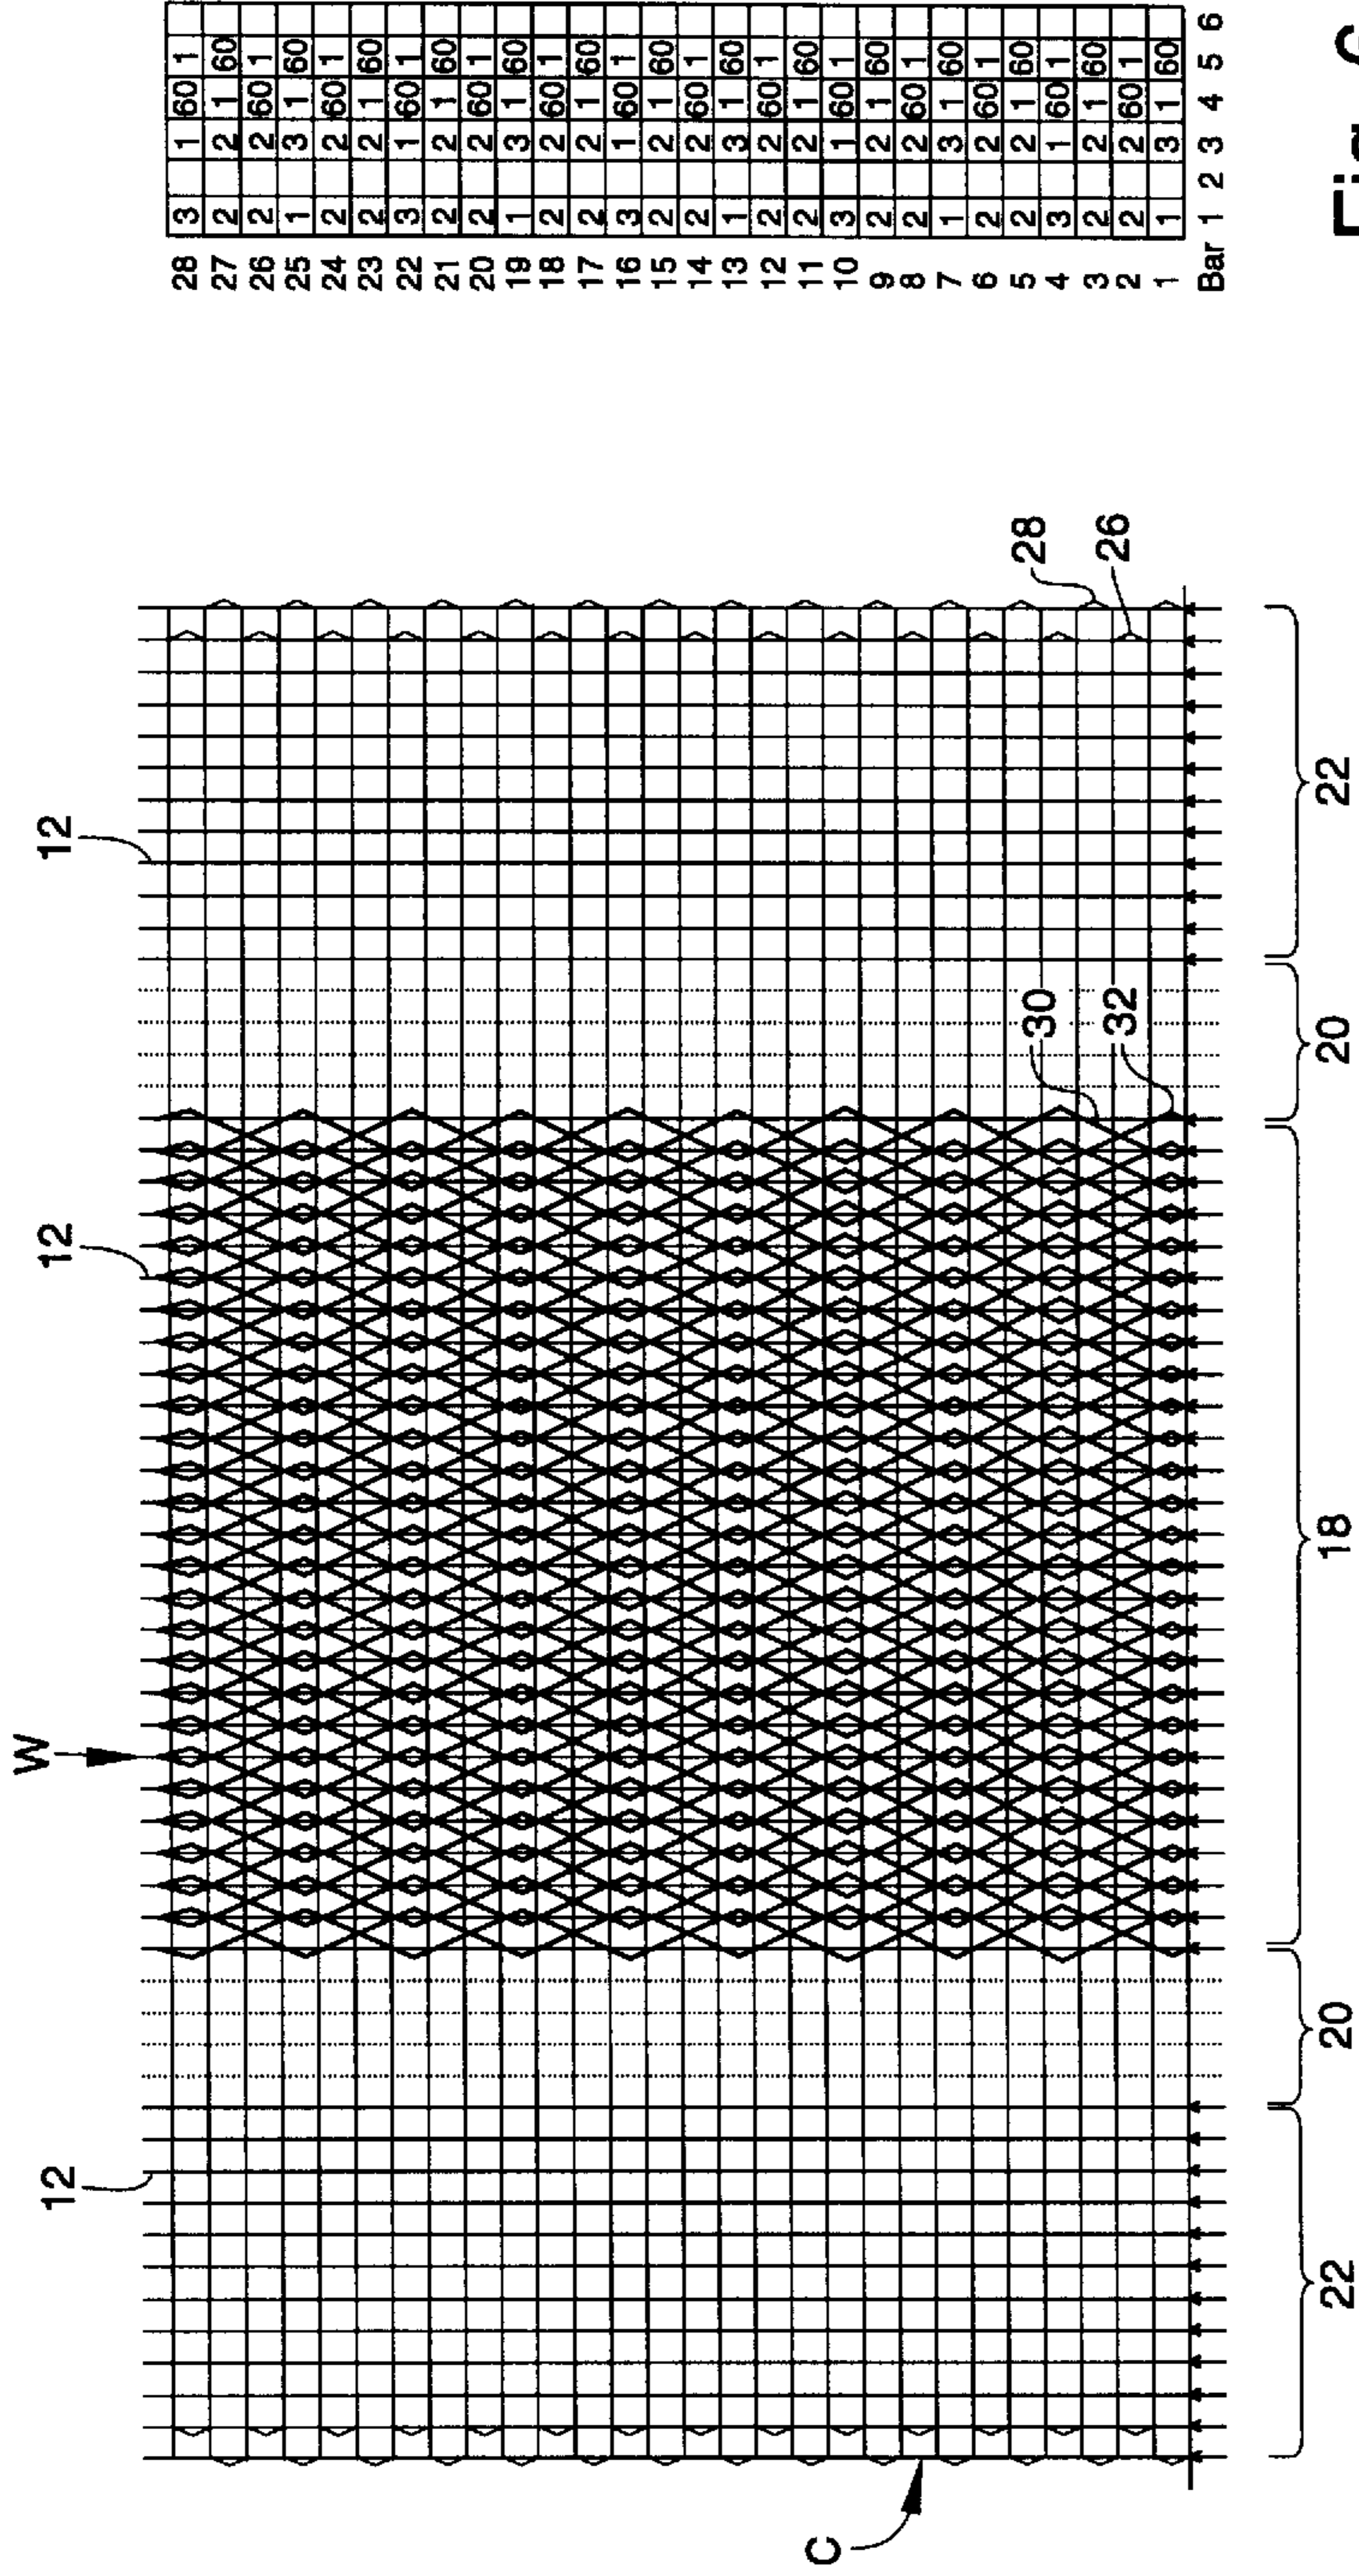 12 W 12 12
28 3 1 60 1
27 2 2 1 60
26 2 2 60 1
25 1 3 1 60
24 2 2 60 1
23 2 2 1 60
22 3 1 60 1
21 2 2 1 60
20 2 2 60 1
19 1 3 1 60
18 2 2 60 1
17 2 2 1 60
16 3 1 60 1
15 2 2 1 60
14 2 2 60 1
13 1 3 1 60
12 2 2 60 1
11 2 2 1 60
10 3 1 60 1
9 2 2 1 60
8 2 2 60 1
7 1 3 1 60
6 2 2 60 1
5 2 2 1 60
4 3 1 60 1
3 2 2 1 60
2 2 2 60 1
1 1 3 1 60
Bar 1 2 3 4 5 6
C
30 28
32 26
22 20 18 20 22
Fig.